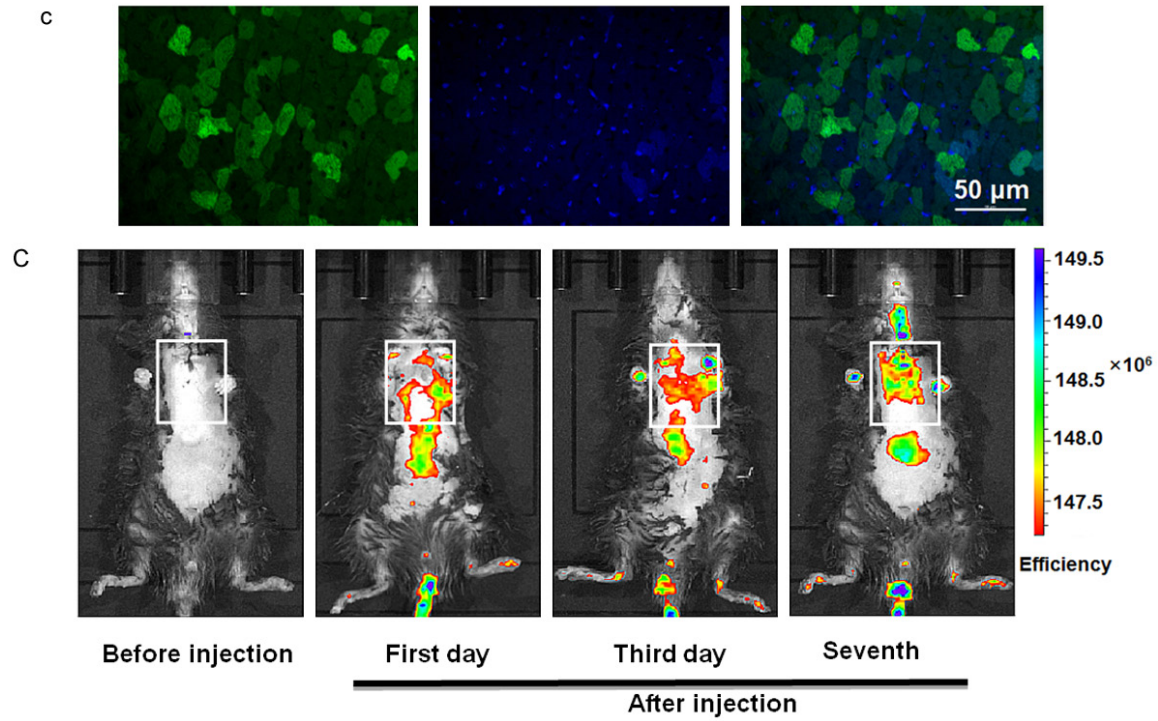 c
50 µm
C
149.5
149.0
×10⁶
148.5
148.0
147.5
Efficiency
Before injection
First day
Third day
Seventh
After injection